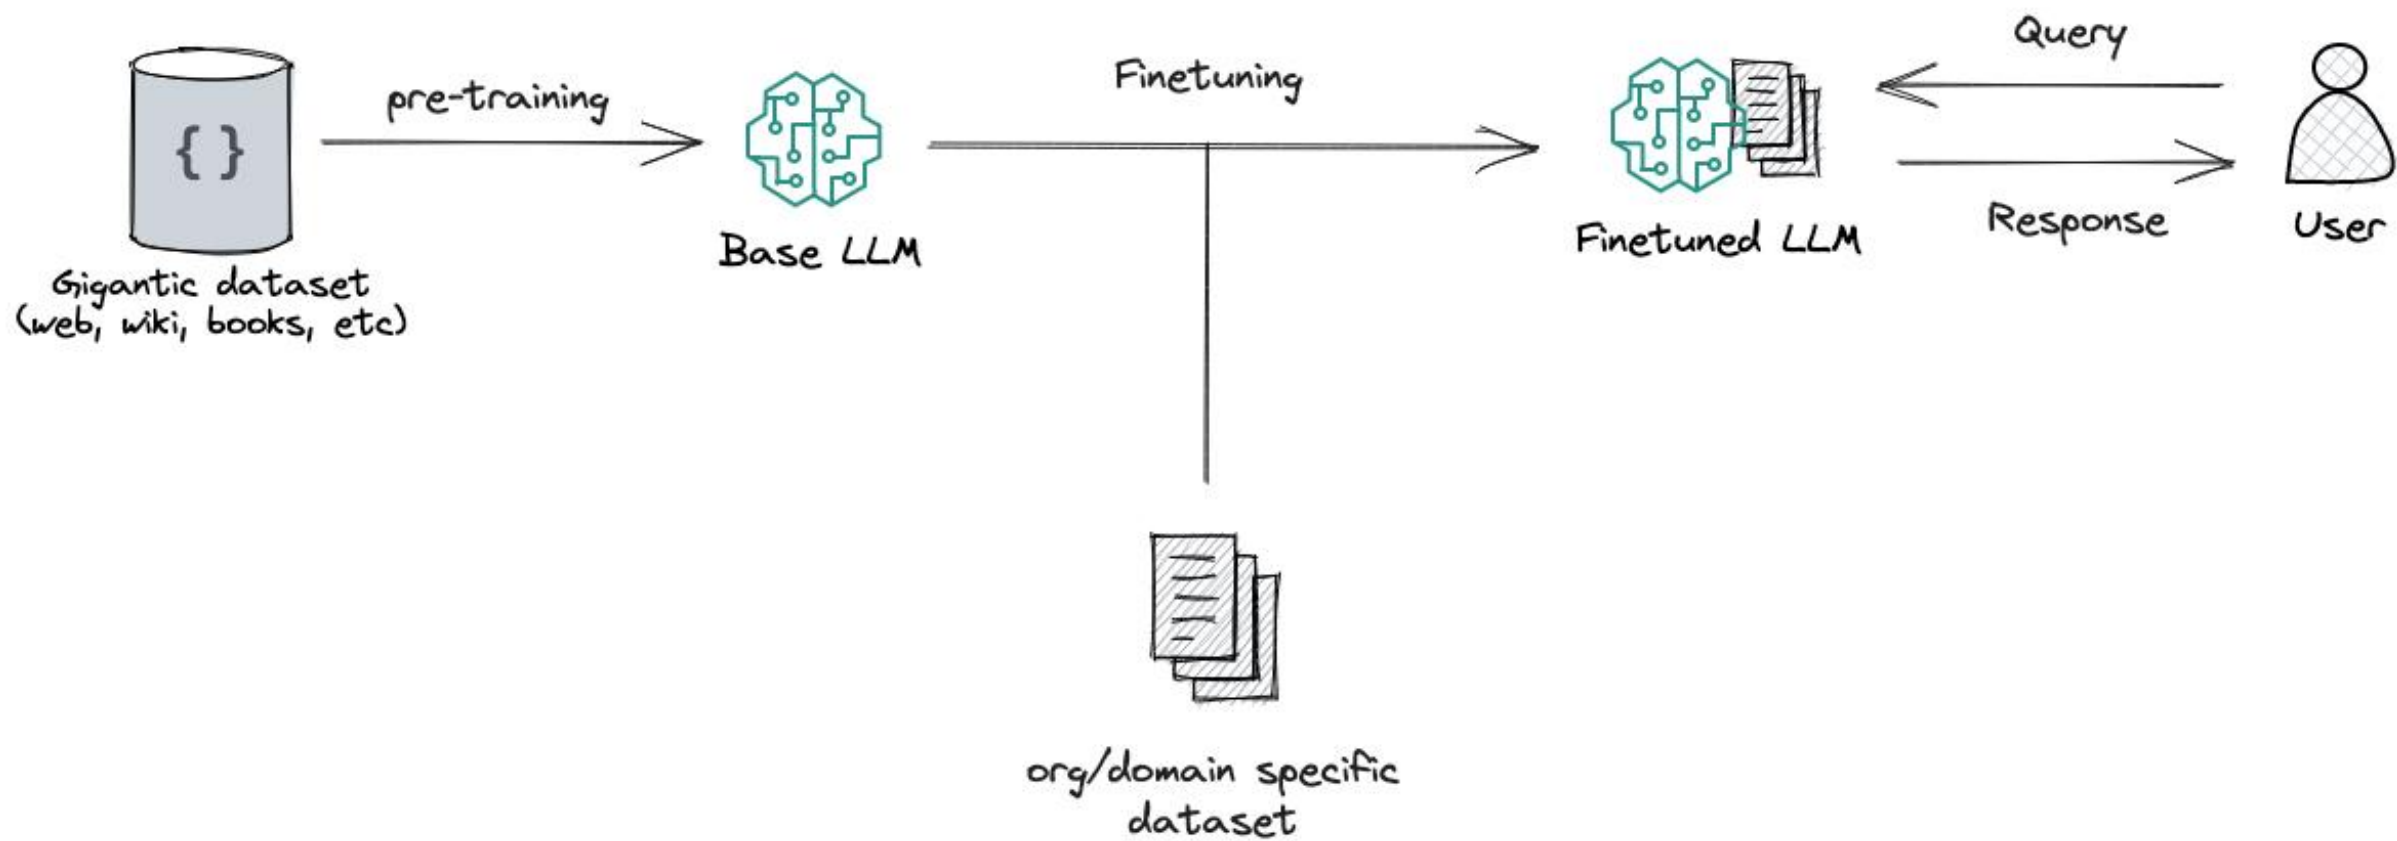 Query
Finetuning
pre-training
{}
Base LLM
Finetuned LLM
Response
User
Gigantic dataset
(web, wiki, books, etc)
org/domain specific
dataset